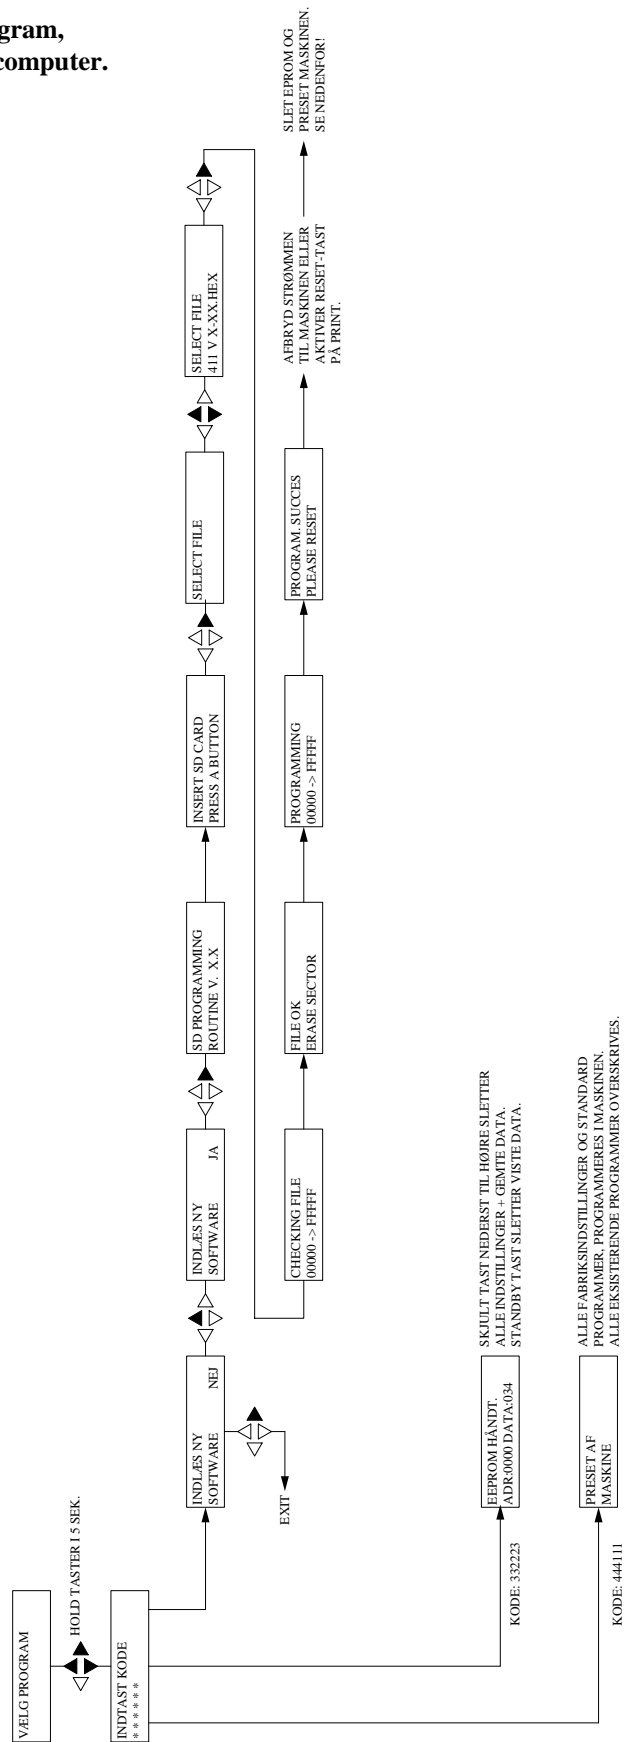 gram,
computer.
VÆLG PROGRAM
HOLD TASTER I 5 SEK.
INDTAST KODE
* * * * * *
INDLÆS NY
SOFTWARE NEJ
EXIT
INDLÆS NY
SOFTWARE JA
SD PROGRAMMING
ROUTINE V. X.X
INSERT SD CARD
PRESS A BUTTON
SELECT FILE
SELECT FILE
411 V X-XX.HEX
CHECKING FILE
00000 -> FFFFF
FILE OK
ERASE SECTOR
PROGRAMMING
00000 -> FFFFF
PROGRAM. SUCCES
PLEASE RESET
AFBRYD STRØMMEN
TIL MASKINEN ELLER
AKTIVER RESET-TAST
PÅ PRINT.
SLET EPROM OG
PRESET MASKINEN.
SE NEDENFOR!
KODE: 332223
EEPROM HÅNDT.
ADR:0000 DATA:034
SKJULT TAST NEDERST TIL HØJRE SLETTER
ALLE INDSTILLINGER + GEMTE DATA.
STANDBY TAST SLETTER VISTE DATA.
KODE: 444111
PRESET AF
MASKINE
ALLE FABRIKSINDSTILLINGER OG STANDARD
PROGRAMMER, PROGRAMMERES I MASKINEN.
ALLE EKSISTERENDE PROGRAMMER OVERSKRIVES.